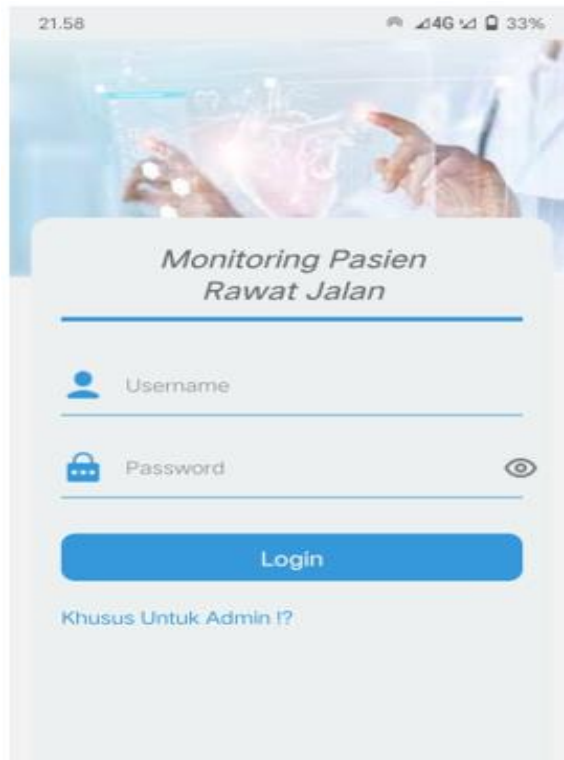 21.58 4G 33%
Monitoring Pasien
Rawat Jalan
Username
Password
Login
Khusus Untuk Admin !?